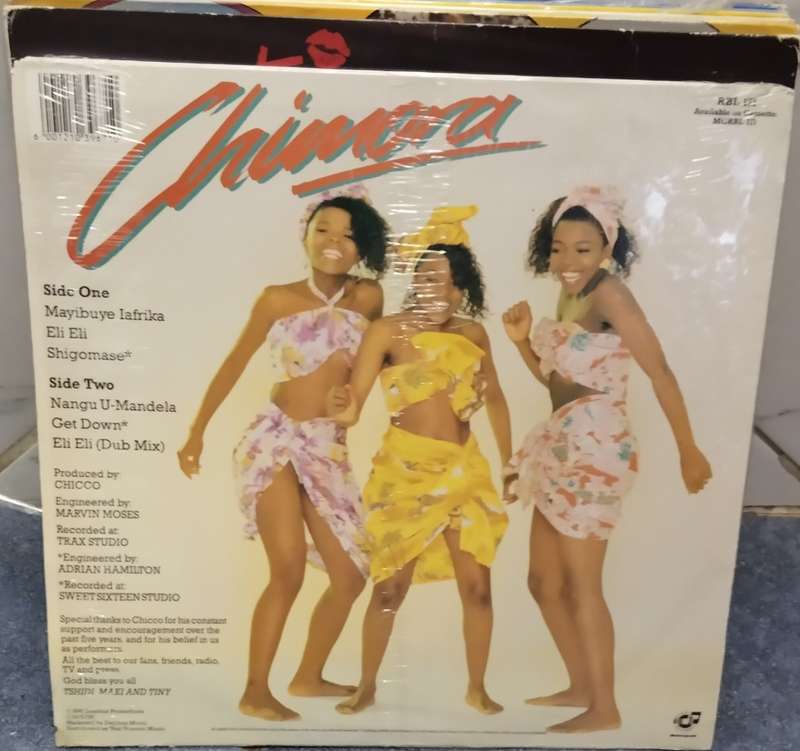 6 001210 398710
Chimora
RBL 171
Available on Cassette
Side One
Mayibuye Iafrika
Eli Eli
Shigomase*
Side Two
Nangu U-Mandela
Get Down*
Eli Eli (Dub Mix)
Produced by:
CHICCO
Engineered by:
MARVIN MOSES
Recorded at:
TRAX STUDIO
*Engineered by:
ADRIAN HAMILTON
*Recorded at:
SWEET SIXTEEN STUDIO
Special thanks to Chicco for his constant
support and encouragement over the
past five years, and for his belief in us
as performers.
All the best to our fans, friends, radio,
TV and press.
God bless you all
TSHIDI, MAKI AND TINY